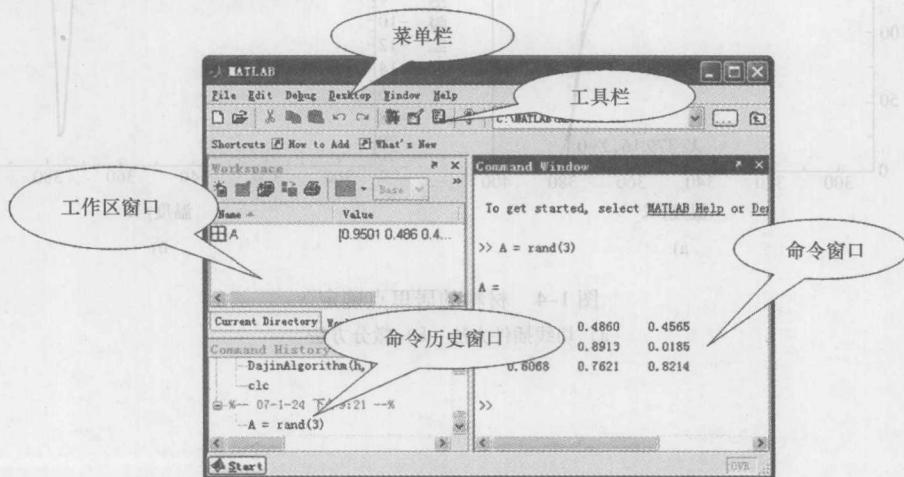 菜单栏
MATLAB
File Edit Debug Desktop Window Help
工具栏
Shortcuts How to Add What's New
Workspace
Base
Name
Value
A
[0.9501 0.486 0.4...
工作区窗口
Command Window
To get started, select MATLAB Help or
>> A = rand(3)
A =
0.4860 0.4565
0.8913 0.0185
0.6068 0.7621 0.8214
>>
命令窗口
Current Directory
Command History
命令历史窗口
DajinAlgorithm(h,
clc
%-- 07-1-24 下 9:21 --%
A = rand(3)
Start
OVR